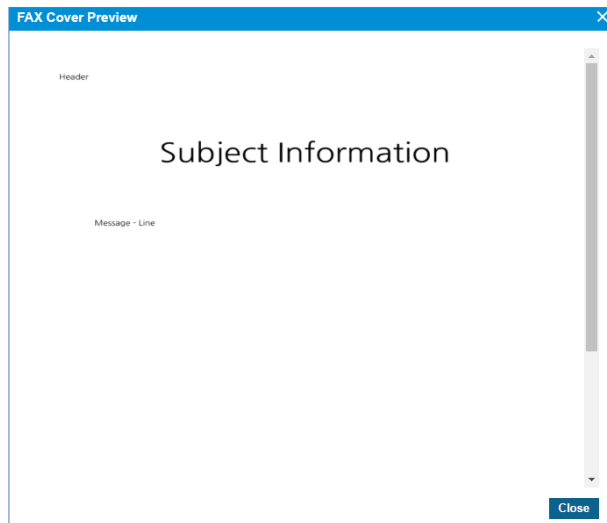 FAX Cover Preview
Header
Subject Information
Message - Line
Close